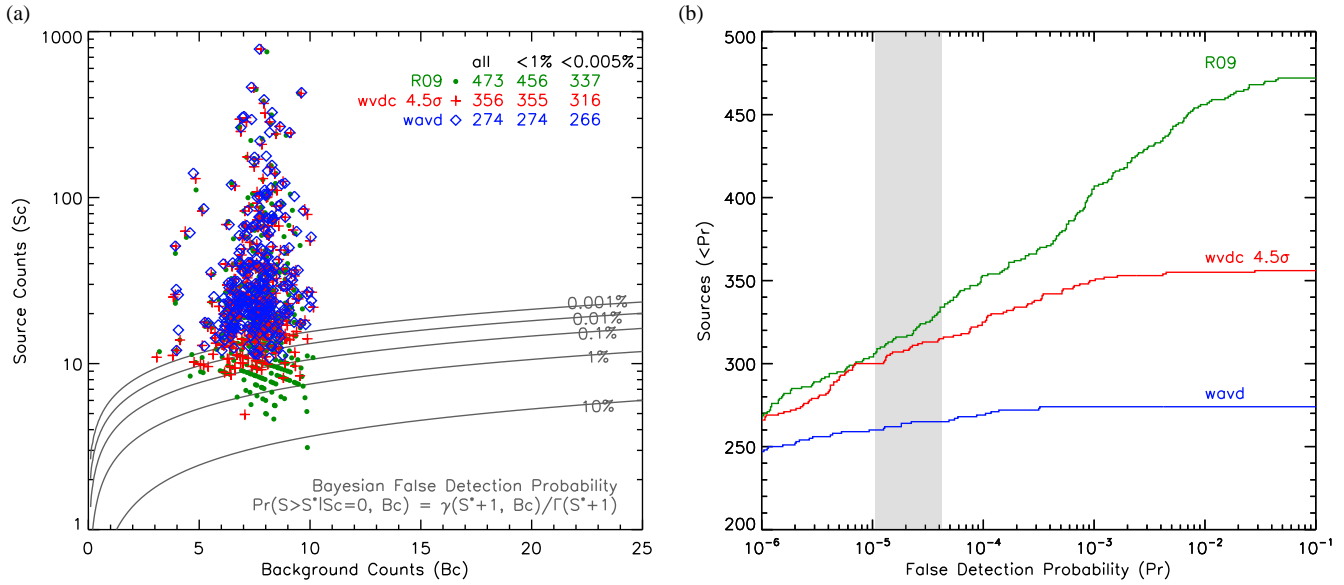 (a)
1000
100
10
1
Source Counts (Sc)
all <1% <0.005%
R09 473 456 337
wvdc 4.5σ 356 355 316
wavd 274 274 266
0.001%
0.01%
0.1%
1%
10%
Bayesian False Detection Probability
Pr(S>S*|Sc=0, Bc) = γ(S*+1, Bc)/Γ(S*+1)
0 5 10 15 20 25
Background Counts (Bc)
(b)
500
450
400
350
300
250
200
Sources (<Pr)
R09
wvdc 4.5σ
wavd
10⁻⁶ 10⁻⁵ 10⁻⁴ 10⁻³ 10⁻² 10⁻¹
False Detection Probability (Pr)